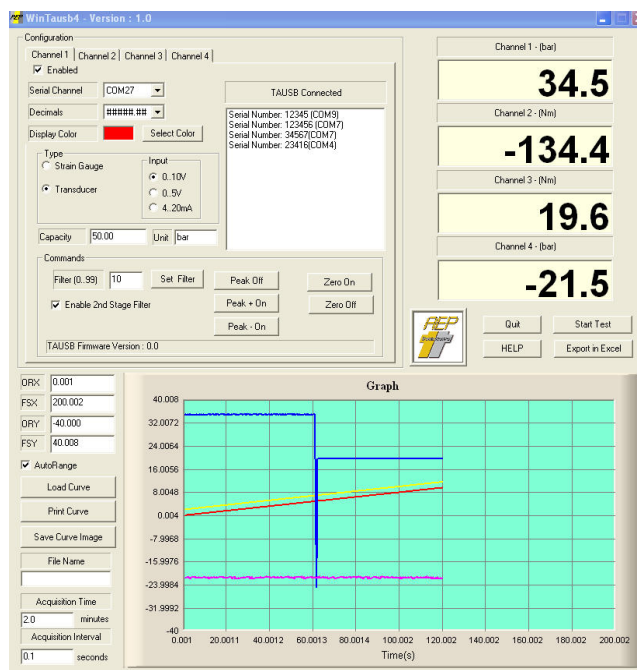 WinTausb4 - Version : 1.0
Configuration
Channel 1 Channel 2 Channel 3 Channel 4
Enabled
Serial Channel COM27
Decimals #####.##
Display Color Select Color
Type
Strain Gauge
Transducer
Input
0..10V
0..5V
4..20mA
Capacity 50.00 Unit bar
TAUSB Connected
Serial Number: 12345 (COM9)
Serial Number: 123456 (COM7)
Serial Number: 34567(COM7)
Serial Number: 23416(COM4)
Commands
Filter (0..99) 10 Set Filter Peak Off Zero On
Enable 2nd Stage Filter Peak + On Zero Off
Peak - On
TAUSB Firmware Version : 0.0
Channel 1 - (bar)
34.5
Channel 2 - (Nm)
-134.4
Channel 3 - (Nm)
19.6
Channel 4 - (bar)
-21.5
AEP
Quit Start Test
HELP Export in Excel
ORX 0.001
FSX 200.002
ORY -40.000
FSY 40.008
AutoRange
Load Curve
Print Curve
Save Curve Image
File Name
Acquisition Time
2.0 minutes
Acquisition Interval
0.1 seconds
Graph
40.008
32.0072
24.0064
16.0056
8.0048
0.004
-7.9968
-15.9976
-23.9984
-31.9992
-40
0.001 20.0011 40.0012 60.0013 80.0014 100.002 120.002 140.002 160.002 180.002 200.002
Time(s)